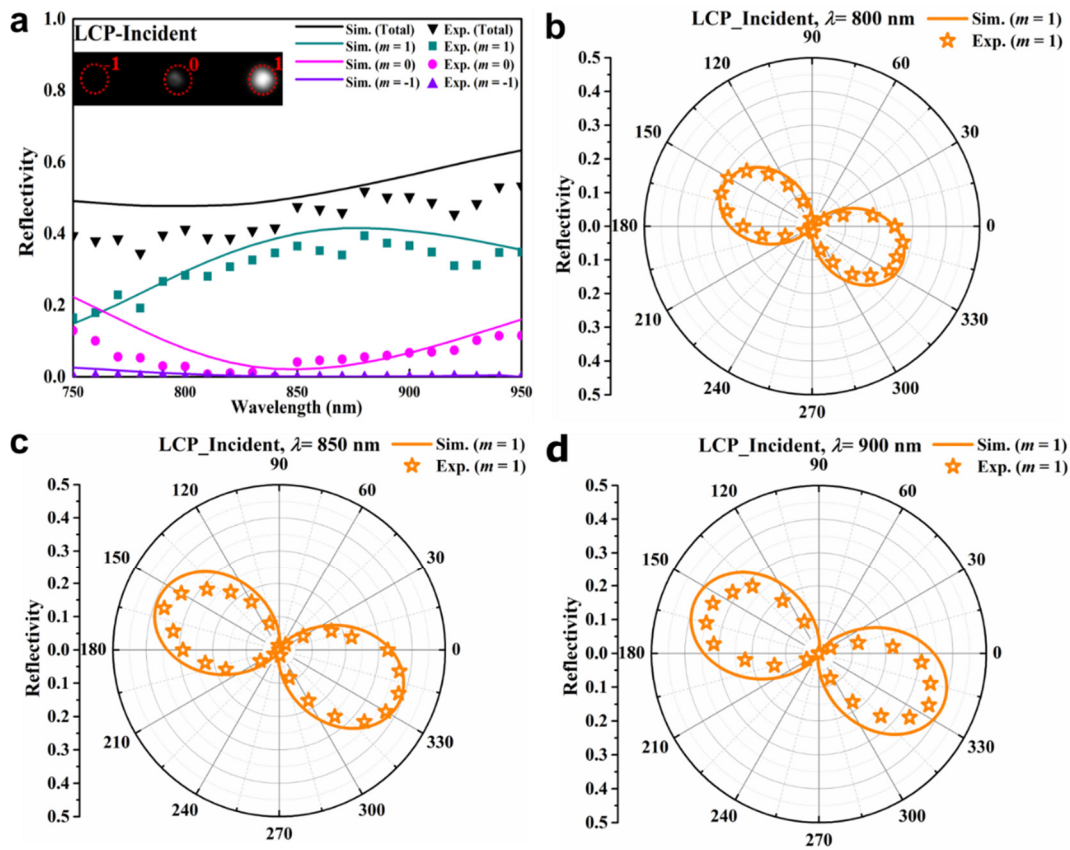 a
LCP-Incident
-1 0 1
Sim. (Total) Exp. (Total)
Sim. (m = 1) Exp. (m = 1)
Sim. (m = 0) Exp. (m = 0)
Sim. (m = -1) Exp. (m = -1)
1.0
0.8
0.6
0.4
0.2
0.0
Reflectivity
750 800 850 900 950
Wavelength (nm)
b
LCP_Incident, λ= 800 nm
Sim. (m = 1)
Exp. (m = 1)
90
120 60
150 30
180 0
210 330
240 300
270
0.5
0.4
0.3
0.2
0.1
0.0
0.1
0.2
0.3
0.4
0.5
Reflectivity
c
LCP_Incident, λ= 850 nm
Sim. (m = 1)
Exp. (m = 1)
90
120 60
150 30
180 0
210 330
240 300
270
0.5
0.4
0.3
0.2
0.1
0.0
0.1
0.2
0.3
0.4
0.5
Reflectivity
d
LCP_Incident, λ= 900 nm
Sim. (m = 1)
Exp. (m = 1)
90
120 60
150 30
180 0
210 330
240 300
270
0.5
0.4
0.3
0.2
0.1
0.0
0.1
0.2
0.3
0.4
0.5
Reflectivity